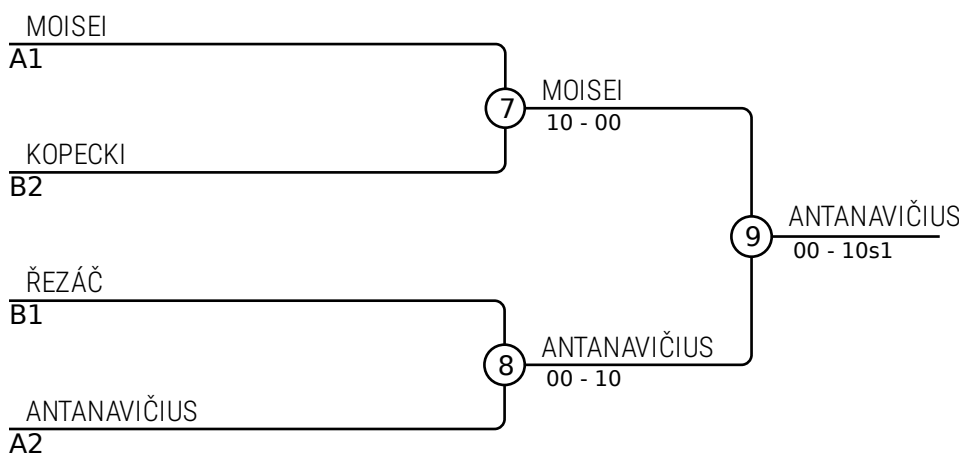 MOISEI
A1
7
MOISEI
10 - 00
KOPECKI
B2
9
ANTANAVIČIUS
00 - 10s1
ŘEZÁČ
B1
8
ANTANAVIČIUS
00 - 10
ANTANAVIČIUS
A2